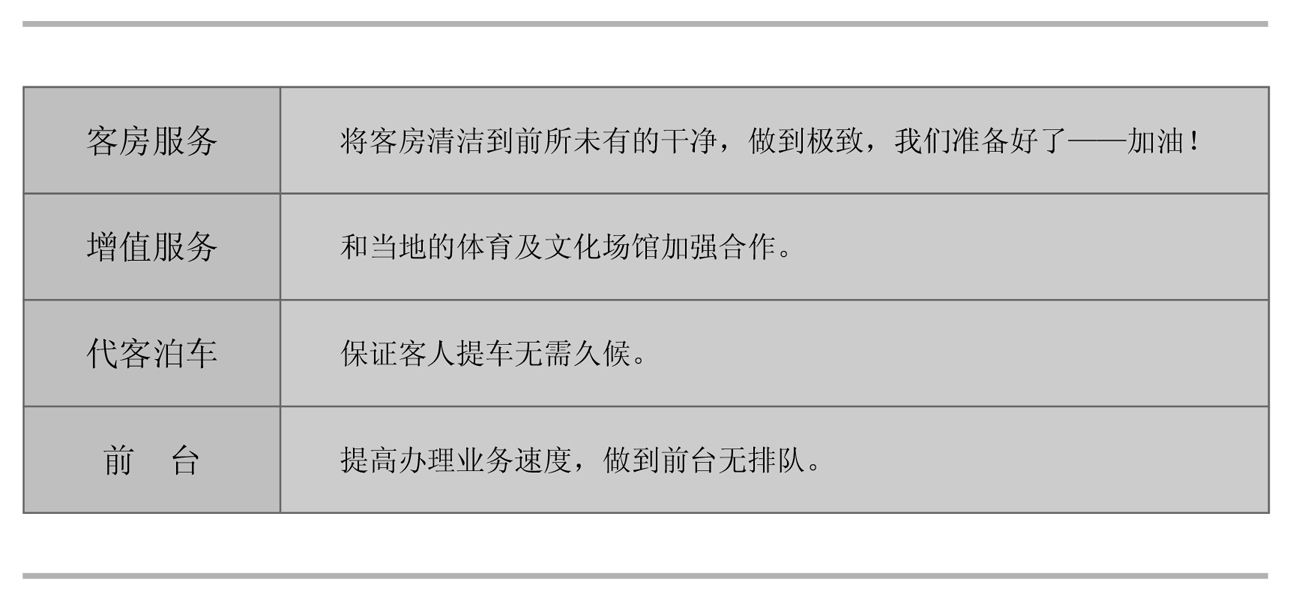 客房服务 将客房清洁到前所未有的干净，做到极致，我们准备好了——加油！
增值服务 和当地的体育及文化场馆加强合作。
代客泊车 保证客人提车无需久候。
前　台 提高办理业务速度，做到前台无排队。